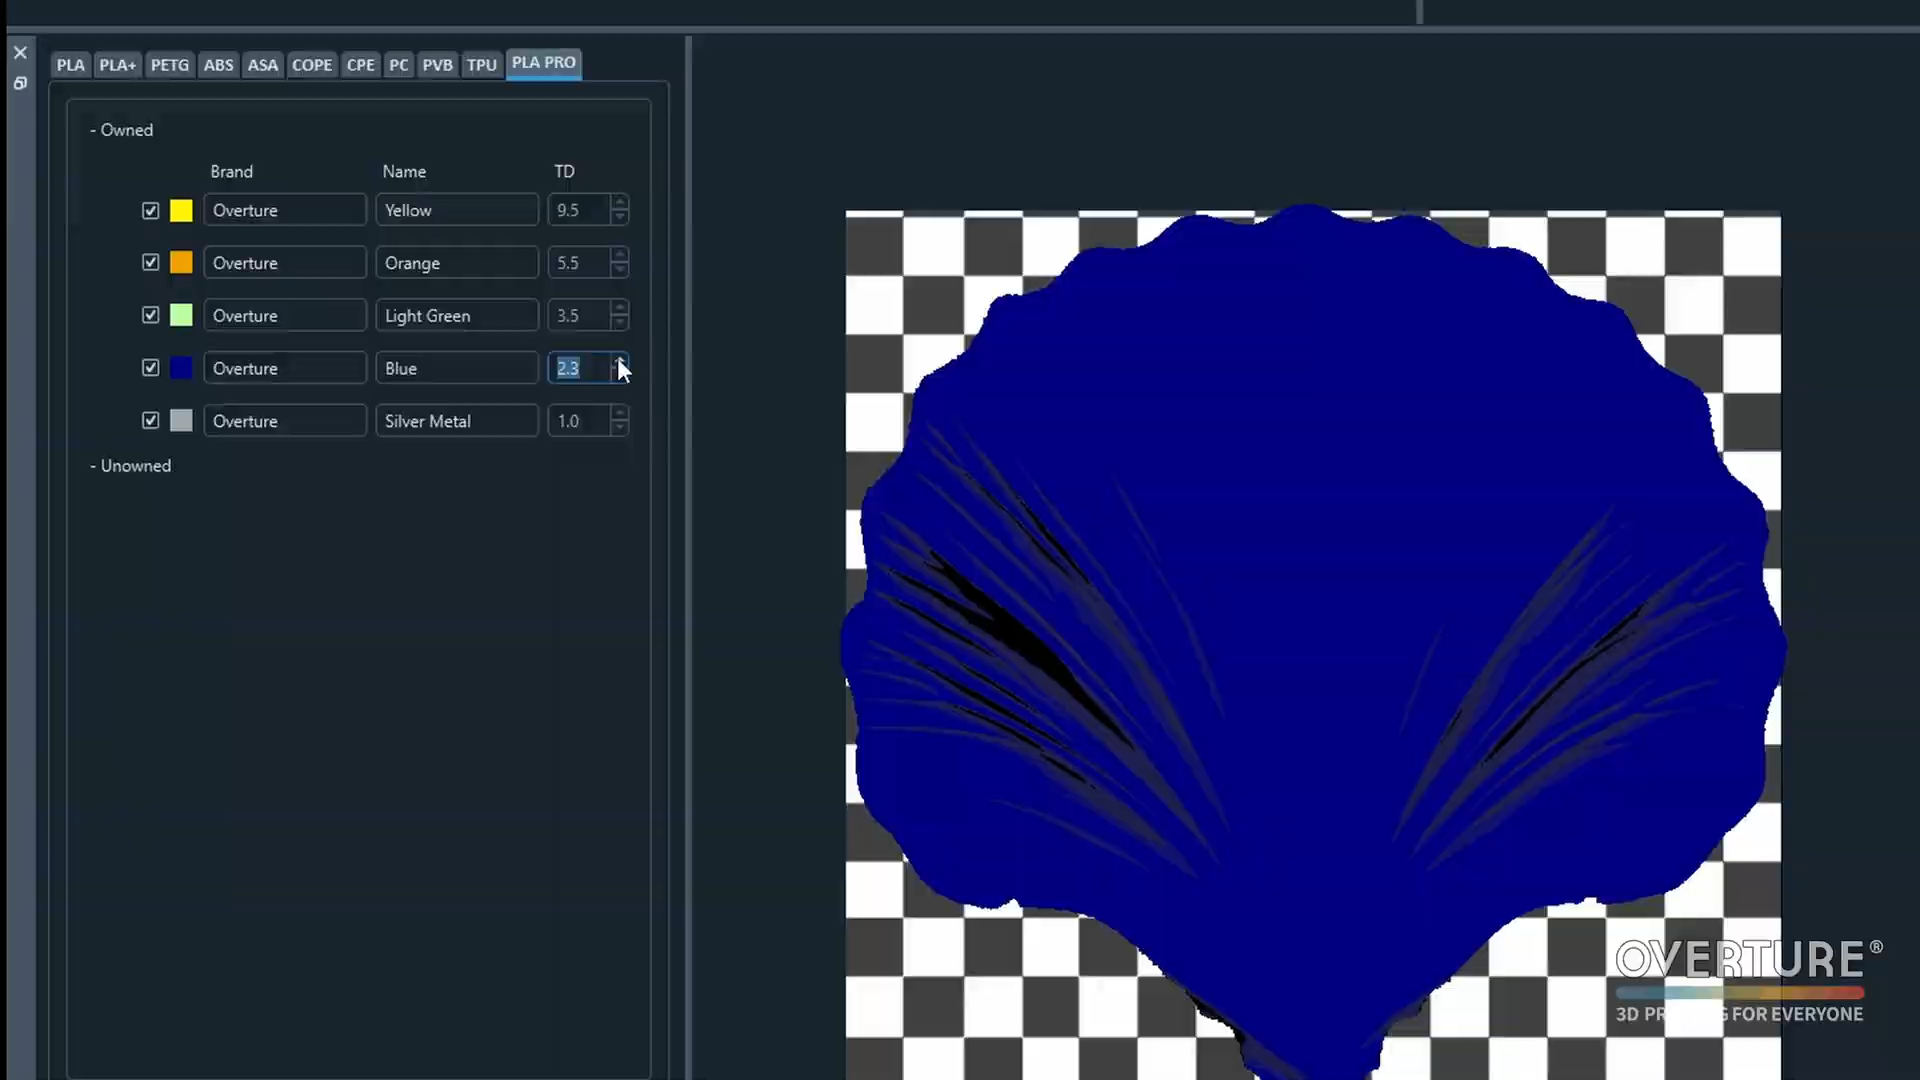 PLA PLA+ PETG ABS ASA COPE CPE PC PVB TPU PLA PRO
- Owned
Brand Name TD
Overture Yellow 9.5
Overture Orange 5.5
Overture Light Green 3.5
Overture Blue 2.3
Overture Silver Metal 1.0
- Unowned
OVERTURE®
3D PRINTING FOR EVERYONE